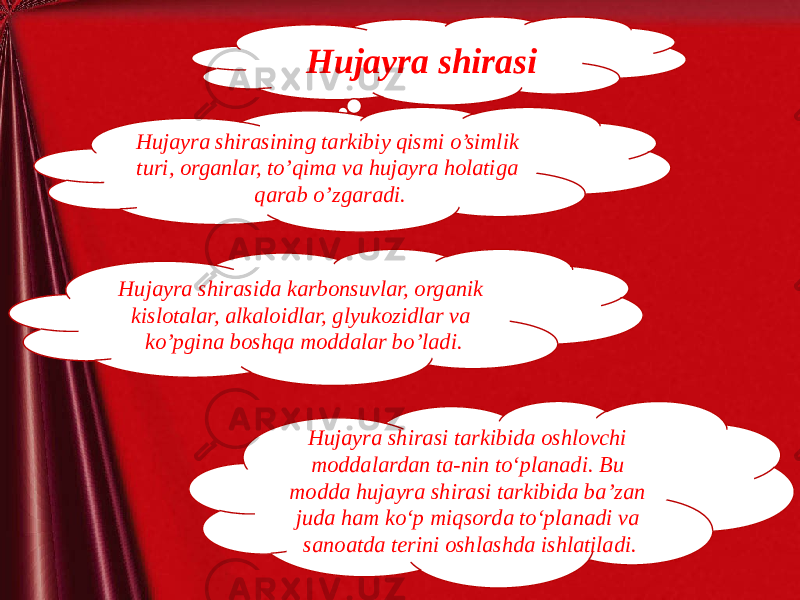 Hujayra shirasi
ARXIV.UZ
Hujayra shirasining tarkibiy qismi o’simlik
turi, organlar, to’qima va hujayra holatiga
qarab o’zgaradi.
ARXIV.UZ
Hujayra shirasida karbonsuvlar, organik
kislotalar, alkaloidlar, glyukozidlar va
ko’pgina boshqa moddalar bo’ladi.
ARXIV.UZ
Hujayra shirasi tarkibida oshlovchi
moddalardan ta-nin to‘planadi. Bu
modda hujayra shirasi tarkibida ba’zan
juda ham ko‘p miqsorda to‘planadi va
sanoatda terini oshlashda ishlatiladi.
ARXIV.UZ